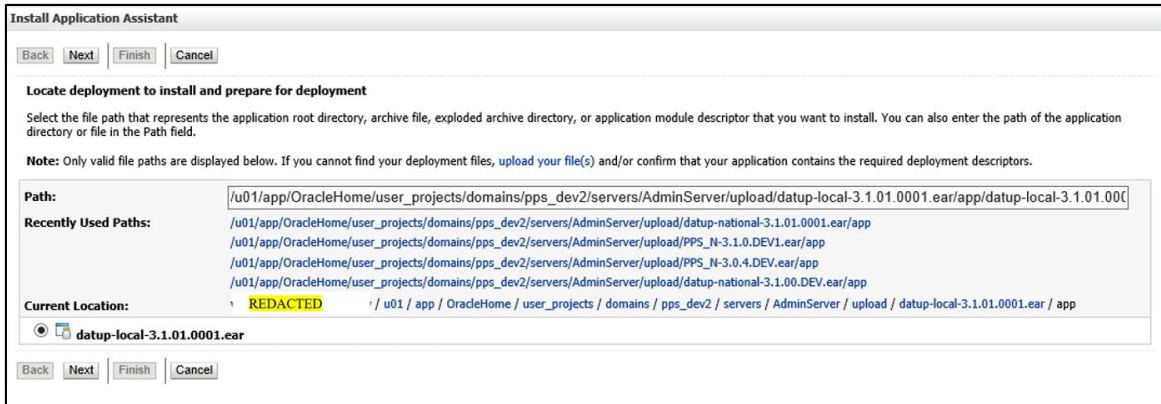 Install Application Assistant
Back Next Finish Cancel
Locate deployment to install and prepare for deployment
Select the file path that represents the application root directory, archive file, exploded archive directory, or application module descriptor that you want to install. You can also enter the path of the application
directory or file in the Path field.
Note: Only valid file paths are displayed below. If you cannot find your deployment files, upload your file(s) and/or confirm that your application contains the required deployment descriptors.
Path: /u01/app/OracleHome/user_projects/domains/pps_dev2/servers/AdminServer/upload/datup-local-3.1.01.0001.ear/app/datup-local-3.1.01.00
Recently Used Paths: /u01/app/OracleHome/user_projects/domains/pps_dev2/servers/AdminServer/upload/datup-national-3.1.01.0001.ear/app
/u01/app/OracleHome/user_projects/domains/pps_dev2/servers/AdminServer/upload/PPS_N-3.1.0.DEV1.ear/app
/u01/app/OracleHome/user_projects/domains/pps_dev2/servers/AdminServer/upload/PPS_N-3.0.4.DEV.ear/app
/u01/app/OracleHome/user_projects/domains/pps_dev2/servers/AdminServer/upload/datup-national-3.1.00.DEV.ear/app
Current Location: REDACTED / u01 / app / OracleHome / user_projects / domains / pps_dev2 / servers / AdminServer / upload / datup-local-3.1.01.0001.ear / app
datup-local-3.1.01.0001.ear
Back Next Finish Cancel